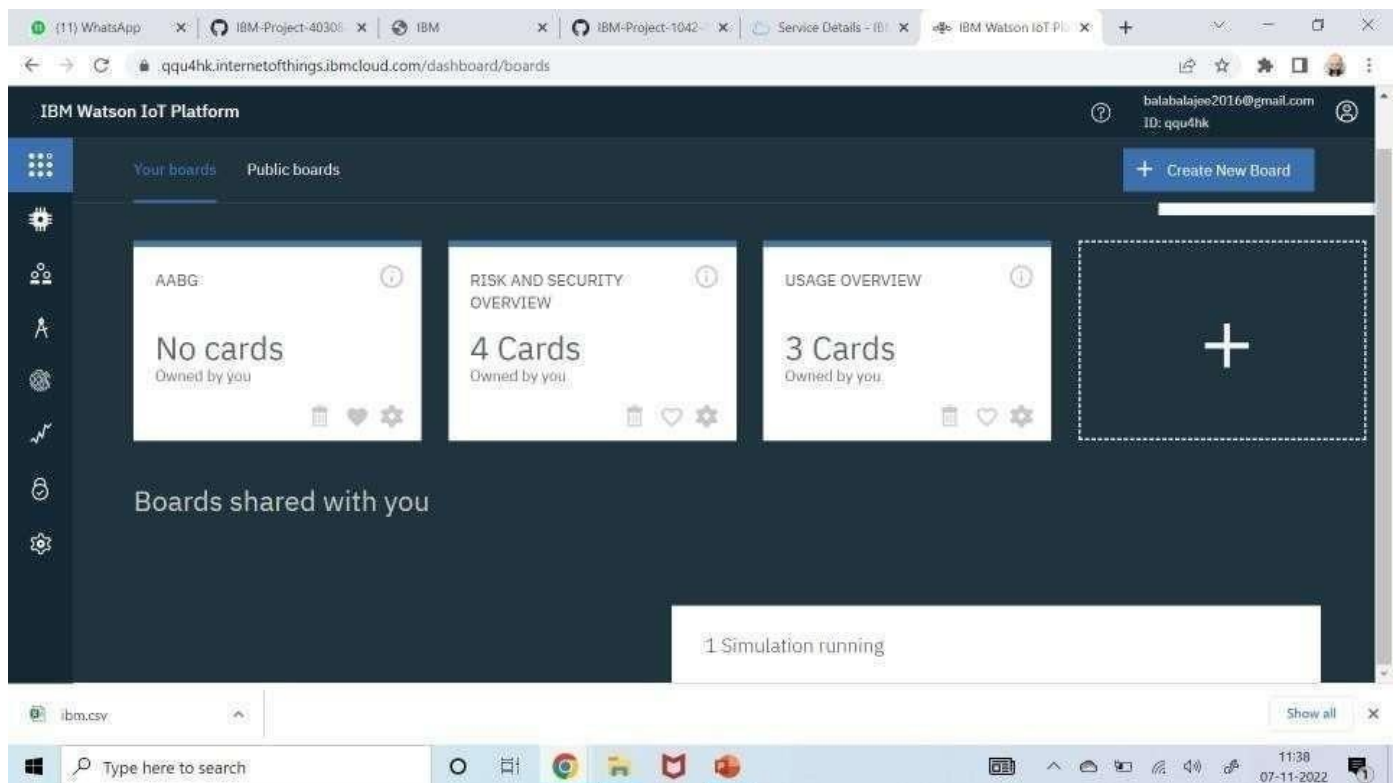 (11) WhatsApp
IBM-Project-40308
IBM
IBM-Project-1042-
Service Details - IB
IBM Watson IoT Pl
qqu4hk.internetofthings.ibmcloud.com/dashboard/boards
IBM Watson IoT Platform
balabalajee2016@gmail.com
ID: qqu4hk
Your boards
Public boards
+ Create New Board
AABG
No cards
Owned by you
RISK AND SECURITY
OVERVIEW
4 Cards
Owned by you
USAGE OVERVIEW
3 Cards
Owned by you
Boards shared with you
1 Simulation running
ibm.csv
Show all
Type here to search
11:38
07-11-2022